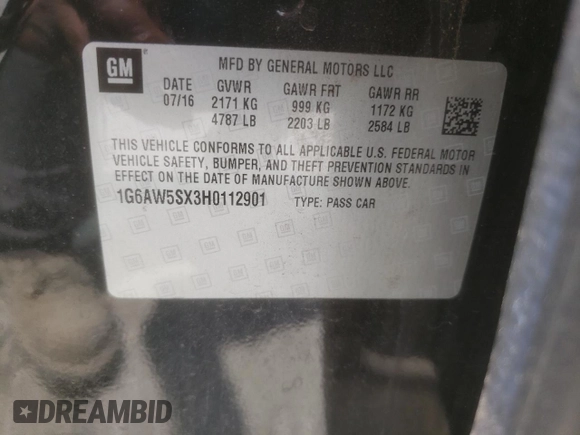 GM
MFD BY GENERAL MOTORS LLC
DATE GVWR GAWR FRT GAWR RR
07/16 2171 KG 999 KG 1172 KG
4787 LB 2203 LB 2584 LB
THIS VEHICLE CONFORMS TO ALL APPLICABLE U.S. FEDERAL MOTOR
VEHICLE SAFETY, BUMPER, AND THEFT PREVENTION STANDARDS IN
EFFECT ON THE DATE OF MANUFACTURE SHOWN ABOVE.
1G6AW5SX3H0112901 TYPE: PASS CAR
DREAMBID